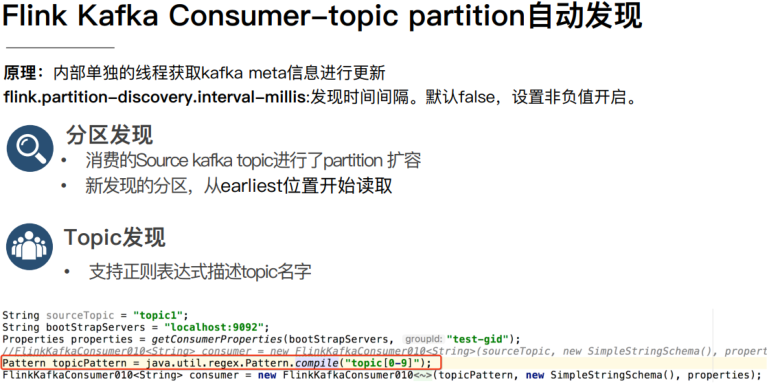 Flink Kafka Consumer-topic partition自动发现
原理：内部单独的线程获取kafka meta信息进行更新
flink.partition-discovery.interval-millis:发现时间间隔。默认false，设置非负值开启。
分区发现
• 消费的Source kafka topic进行了partition 扩容
• 新发现的分区，从earliest位置开始读取
Topic发现
• 支持正则表达式描述topic名字
String sourceTopic = "topic1";
String bootStrapServers = "localhost:9092";
Properties properties = getConsumerProperties(bootStrapServers, groupId: "test-gid");
//FlinkKafkaConsumer010<String> consumer = new FlinkKafkaConsumer010<String>(sourceTopic, new SimpleStringSchema(), propert
Pattern topicPattern = java.util.regex.Pattern.compile("topic[0-9]");
FlinkKafkaConsumer010<String> consumer = new FlinkKafkaConsumer010<~>(topicPattern, new SimpleStringSchema(), properties);